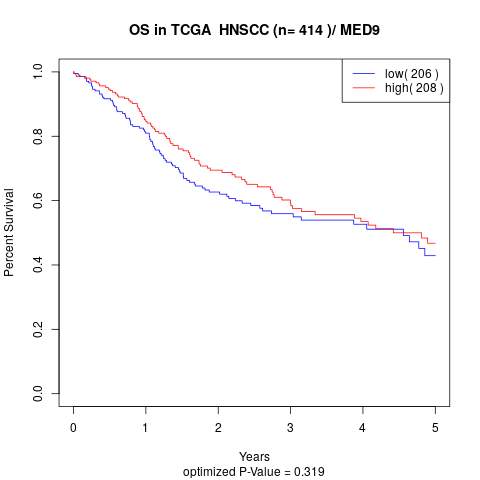 OS in TCGA HNSCC (n= 414 )/ MED9
low( 206 )
high( 208 )
Percent Survival
1.0
0.8
0.6
0.4
0.2
0.0
0 1 2 3 4 5
Years
optimized P-Value = 0.319